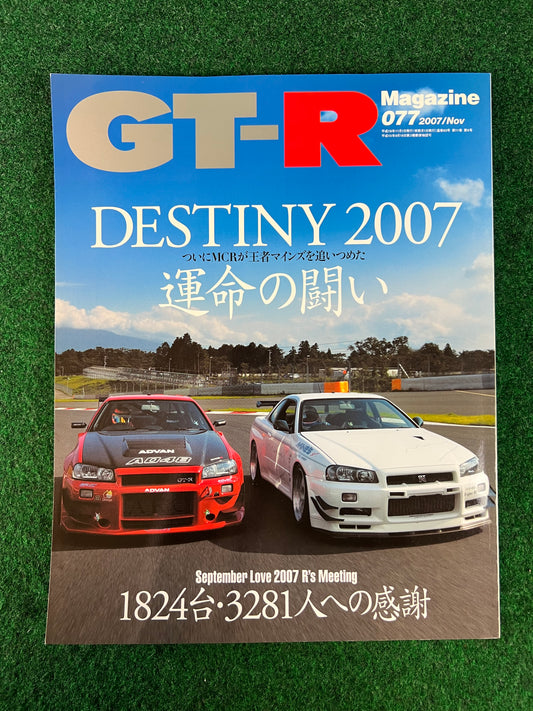 GT-R
Magazine
077 2007/Nov
DESTINY 2007
ついにMCRが王者マインズを追いつめた
運命の闘い
ADVAN
ADVAN
GT-R
September Love 2007 R's Meeting
1824台・3281人への感謝